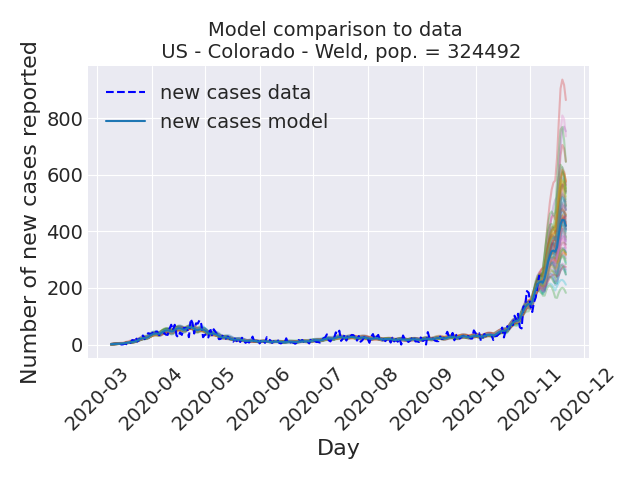 Model comparison to data
US - Colorado - Weld, pop. = 324492
Number of new cases reported
new cases data
new cases model
800
600
400
200
0
2020-03
2020-04
2020-05
2020-06
2020-07
2020-08
2020-09
2020-10
2020-11
2020-12
Day